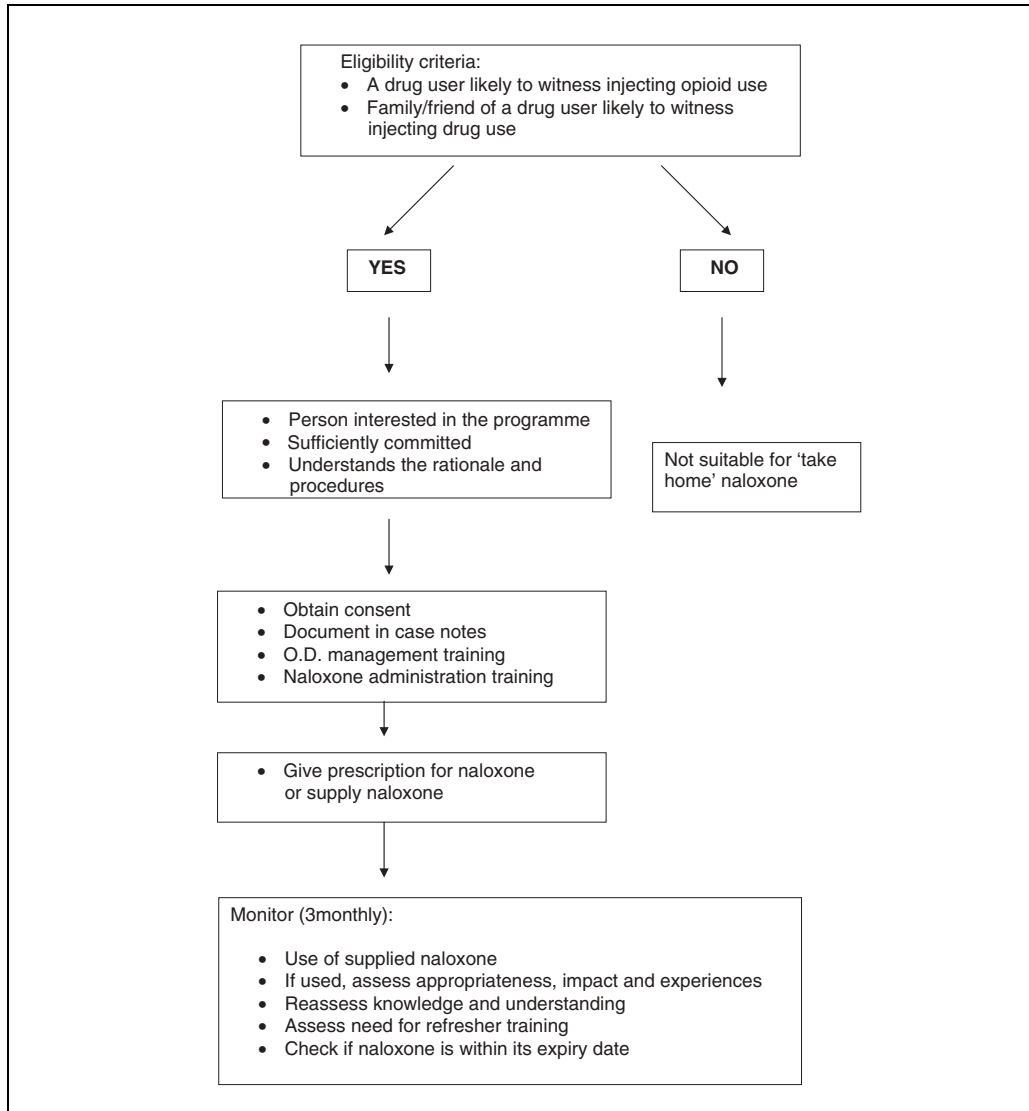 Eligibility criteria:
• A drug user likely to witness injecting opioid use
• Family/friend of a drug user likely to witness
injecting drug use
YES
NO
• Person interested in the programme
• Sufficiently committed
• Understands the rationale and
procedures
Not suitable for ‘take
home’ naloxone
• Obtain consent
• Document in case notes
• O.D. management training
• Naloxone administration training
• Give prescription for naloxone
or supply naloxone
Monitor (3monthly):
• Use of supplied naloxone
• If used, assess appropriateness, impact and experiences
• Reassess knowledge and understanding
• Assess need for refresher training
• Check if naloxone is within its expiry date